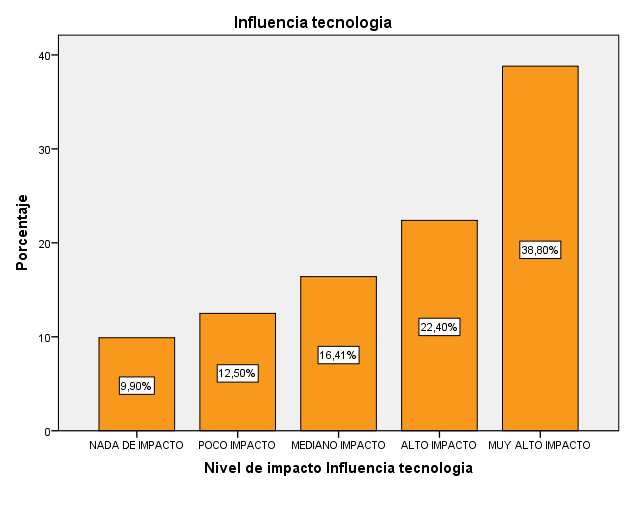 Influencia tecnologia
40
30
20
10
0
Porcentaje
9,90%
12,50%
16,41%
22,40%
38,80%
NADA DE IMPACTO
POCO IMPACTO
MEDIANO IMPACTO
ALTO IMPACTO
MUY ALTO IMPACTO
Nivel de impacto Influencia tecnologia